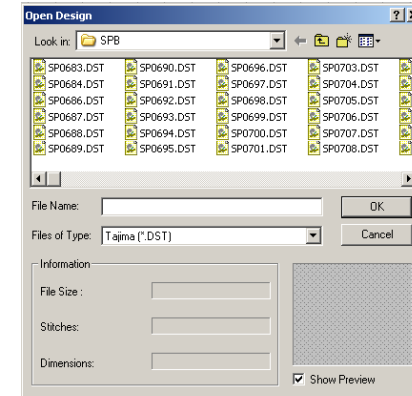 Open Design
Look in: SPB
SP0683.DST SP0690.DST SP0696.DST SP0703.DST
SP0684.DST SP0691.DST SP0697.DST SP0704.DST
SP0686.DST SP0692.DST SP0698.DST SP0705.DST
SP0687.DST SP0693.DST SP0699.DST SP0706.DST
SP0688.DST SP0694.DST SP0700.DST SP0707.DST
SP0689.DST SP0695.DST SP0701.DST SP0708.DST
File Name: OK
Files of Type: Tajima (*.DST) Cancel
Information
File Size :
Stitches:
Dimensions:
Show Preview